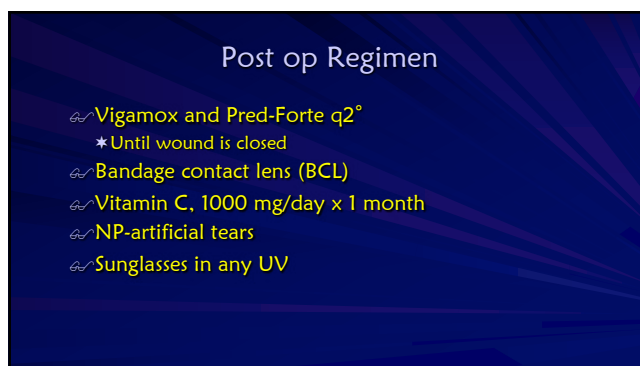 Post op Regimen
Vigamox and Pred-Forte q2°
Until wound is closed
Bandage contact lens (BCL)
Vitamin C, 1000 mg/day x 1 month
NP-artificial tears
Sunglasses in any UV